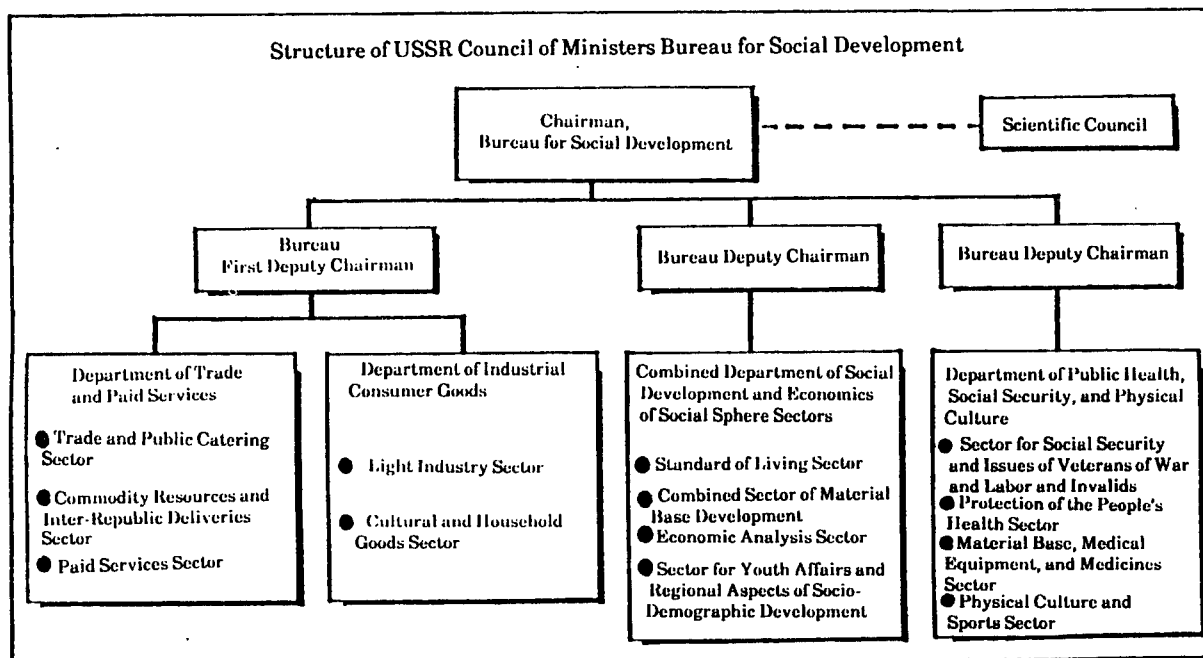 Structure of USSR Council of Ministers Bureau for Social Development
Chairman,
Bureau for Social Development
Scientific Council
Bureau
First Deputy Chairman
Bureau Deputy Chairman
Bureau Deputy Chairman
Department of Trade
and Paid Services
Trade and Public Catering
Sector
Commodity Resources and
Inter-Republic Deliveries
Sector
Paid Services Sector
Department of Industrial
Consumer Goods
Light Industry Sector
Cultural and Household
Goods Sector
Combined Department of Social
Development and Economics
of Social Sphere Sectors
Standard of Living Sector
Combined Sector of Material
Base Development
Economic Analysis Sector
Sector for Youth Affairs and
Regional Aspects of Socio-
Demographic Development
Department of Public Health,
Social Security, and Physical
Culture
Sector for Social Security
and Issues of Veterans of War
and Labor and Invalids
Protection of the People's
Health Sector
Material Base, Medical
Equipment, and Medicines
Sector
Physical Culture and
Sports Sector